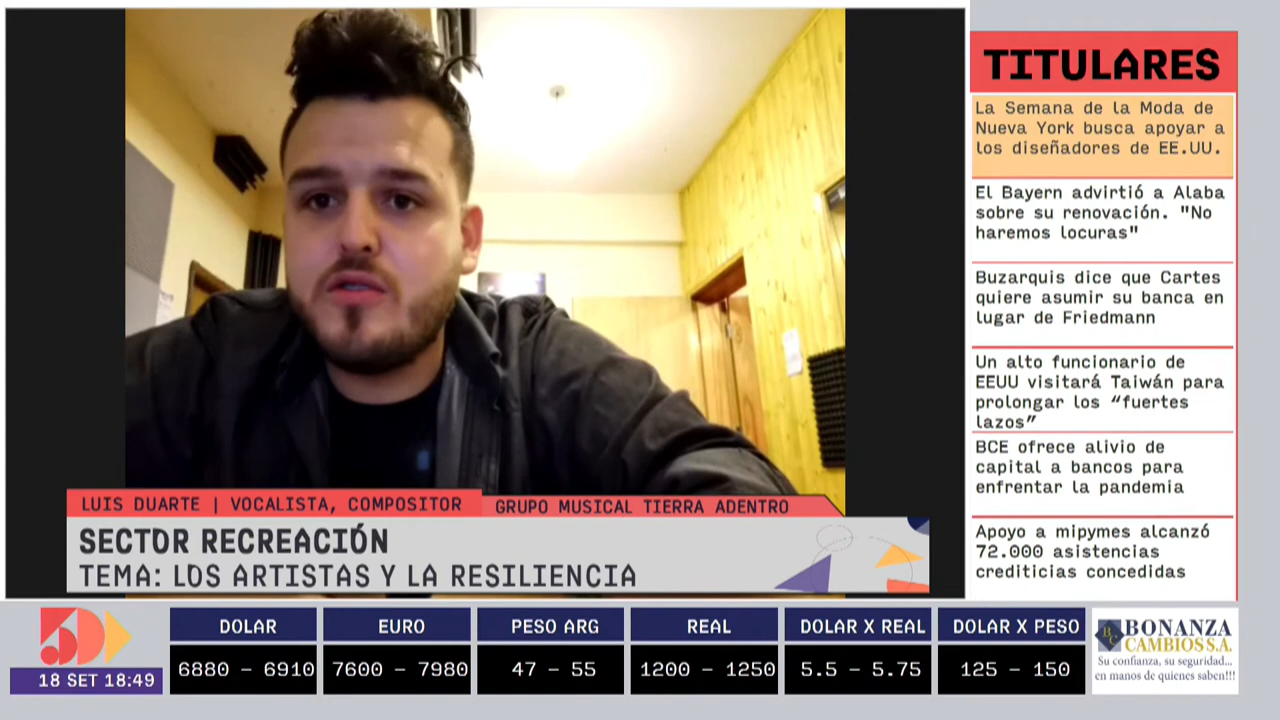 TITULARES
La Semana de la Moda de
Nueva York busca apoyar a
los diseñadores de EE.UU.
El Bayern advirtió a Alaba
sobre su renovación. "No
haremos locuras"
Buzarquis dice que Cartes
quiere asumir su banca en
lugar de Friedmann
Un alto funcionario de
EEUU visitará Taiwán para
prolongar los “fuertes
lazos”
BCE ofrece alivio de
capital a bancos para
enfrentar la pandemia
Apoyo a mipymes alcanzó
72.000 asistencias
crediticias concedidas
LUIS DUARTE | VOCALISTA, COMPOSITOR
GRUPO MUSICAL TIERRA ADENTRO
SECTOR RECREACIÓN
TEMA: LOS ARTISTAS Y LA RESILIENCIA
5D
18 SET 18:49
DOLAR
6880 - 6910
EURO
7600 - 7980
PESO ARG
47 - 55
REAL
1200 - 1250
DOLAR X REAL
5.5 - 5.75
DOLAR X PESO
125 - 150
BC
BONANZA
CAMBIOS S.A.
Su confianza, su seguridad...
en manos de quienes saben!!!